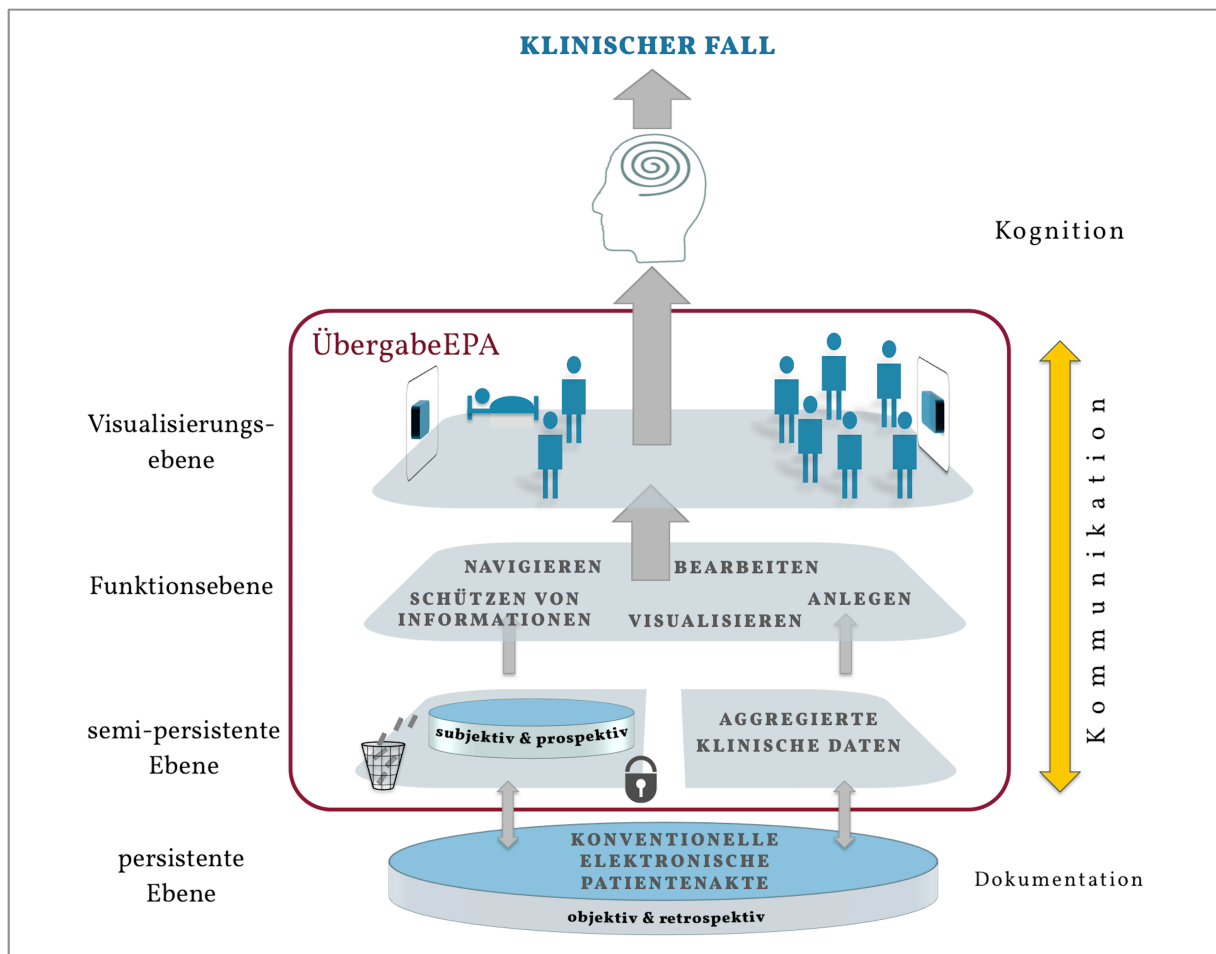 KLINISCHER FALL
Kognition
ÜbergabeEPA
Visualisierungs-
ebene
Kommunikation
Funktionsebene
NAVIGIEREN
BEARBEITEN
SCHÜTZEN VON
INFORMATIONEN
VISUALISIEREN
ANLEGEN
semi-persistente
Ebene
subjektiv & prospektiv
AGGREGIERTE
KLINISCHE DATEN
persistente
Ebene
KONVENTIONELLE
ELEKTRONISCHE
PATIENTENAKTE
objektiv & retrospektiv
Dokumentation